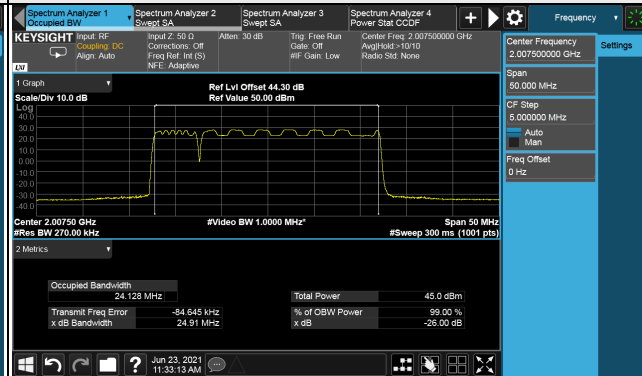 Spectrum Analyzer 1
Occupied BW
Spectrum Analyzer 2
Swept SA
Spectrum Analyzer 3
Swept SA
Spectrum Analyzer 4
Power Stat CCDF
Frequency
KEYSIGHT
LXI
Input: RF
Coupling: DC
Align: Auto
Input Z: 50 Ω
Corrections: Off
Freq Ref: Int (S)
NFE: Adaptive
Atten: 30 dB
Trig: Free Run
Gate: Off
#IF Gain: Low
Center Freq: 2.007500000 GHz
Avg|Hold:>10/10
Radio Std: None
Center Frequency
2.007500000 GHz
Settings
Span
50.000 MHz
CF Step
5.000000 MHz
Auto
Man
Freq Offset
0 Hz
1 Graph
Scale/Div 10.0 dB
Ref Lvl Offset 44.30 dB
Ref Value 50.00 dBm
Log
40.0
30.0
20.0
10.0
0.00
-10.0
-20.0
-30.0
-40.0
Center 2.00750 GHz
#Res BW 270.00 kHz
#Video BW 1.0000 MHz*
Span 50 MHz
#Sweep 300 ms (1001 pts)
2 Metrics
Occupied Bandwidth
24.128 MHz
Total Power 45.0 dBm
Transmit Freq Error -84.645 kHz
% of OBW Power 99.00 %
x dB Bandwidth 24.91 MHz
x dB -26.00 dB
?
Jun 23, 2021
11:33:13 AM